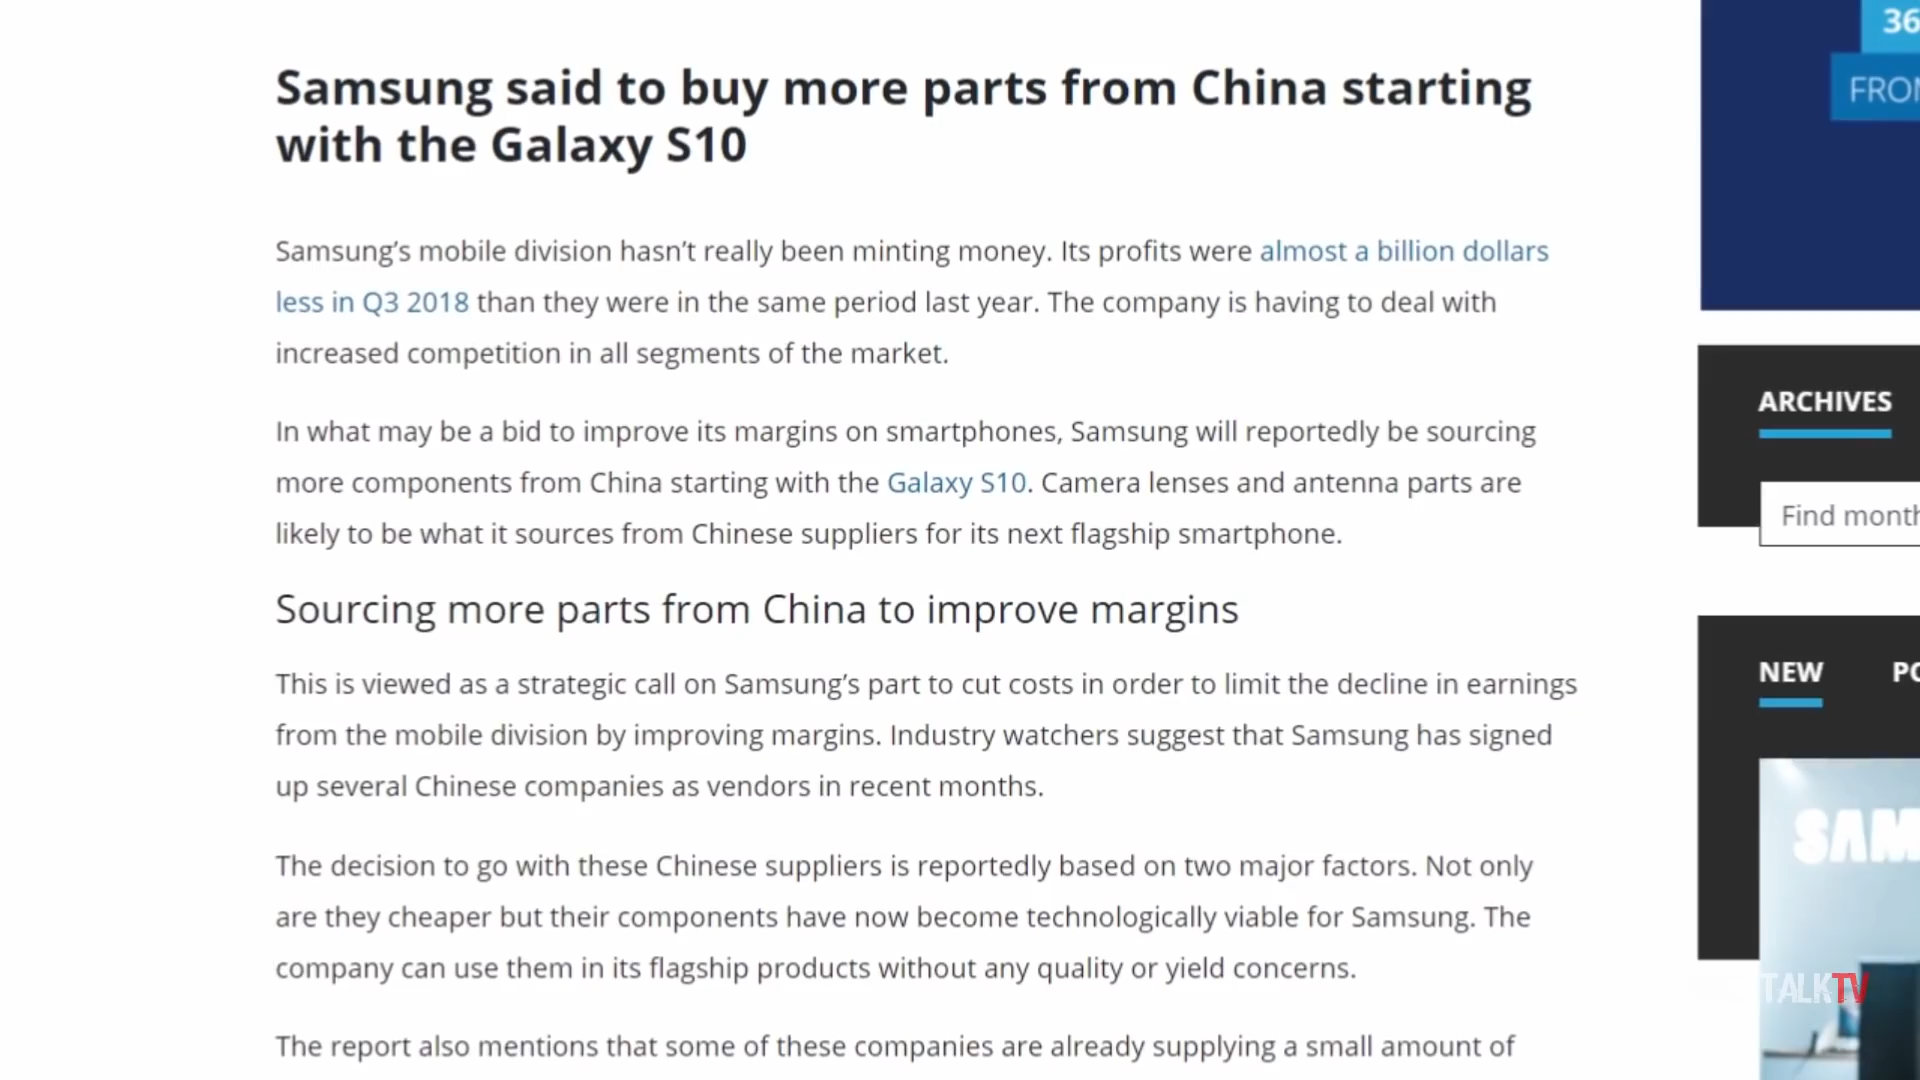 Samsung said to buy more parts from China starting
with the Galaxy S10
Samsung’s mobile division hasn’t really been minting money. Its profits were almost a billion dollars
less in Q3 2018 than they were in the same period last year. The company is having to deal with
increased competition in all segments of the market.
In what may be a bid to improve its margins on smartphones, Samsung will reportedly be sourcing
more components from China starting with the Galaxy S10. Camera lenses and antenna parts are
likely to be what it sources from Chinese suppliers for its next flagship smartphone.
Sourcing more parts from China to improve margins
This is viewed as a strategic call on Samsung’s part to cut costs in order to limit the decline in earnings
from the mobile division by improving margins. Industry watchers suggest that Samsung has signed
up several Chinese companies as vendors in recent months.
The decision to go with these Chinese suppliers is reportedly based on two major factors. Not only
are they cheaper but their components have now become technologically viable for Samsung. The
company can use them in its flagship products without any quality or yield concerns.
The report also mentions that some of these companies are already supplying a small amount of
36
FRO
ARCHIVES
Find month
NEW PO
SAM
TALKTV